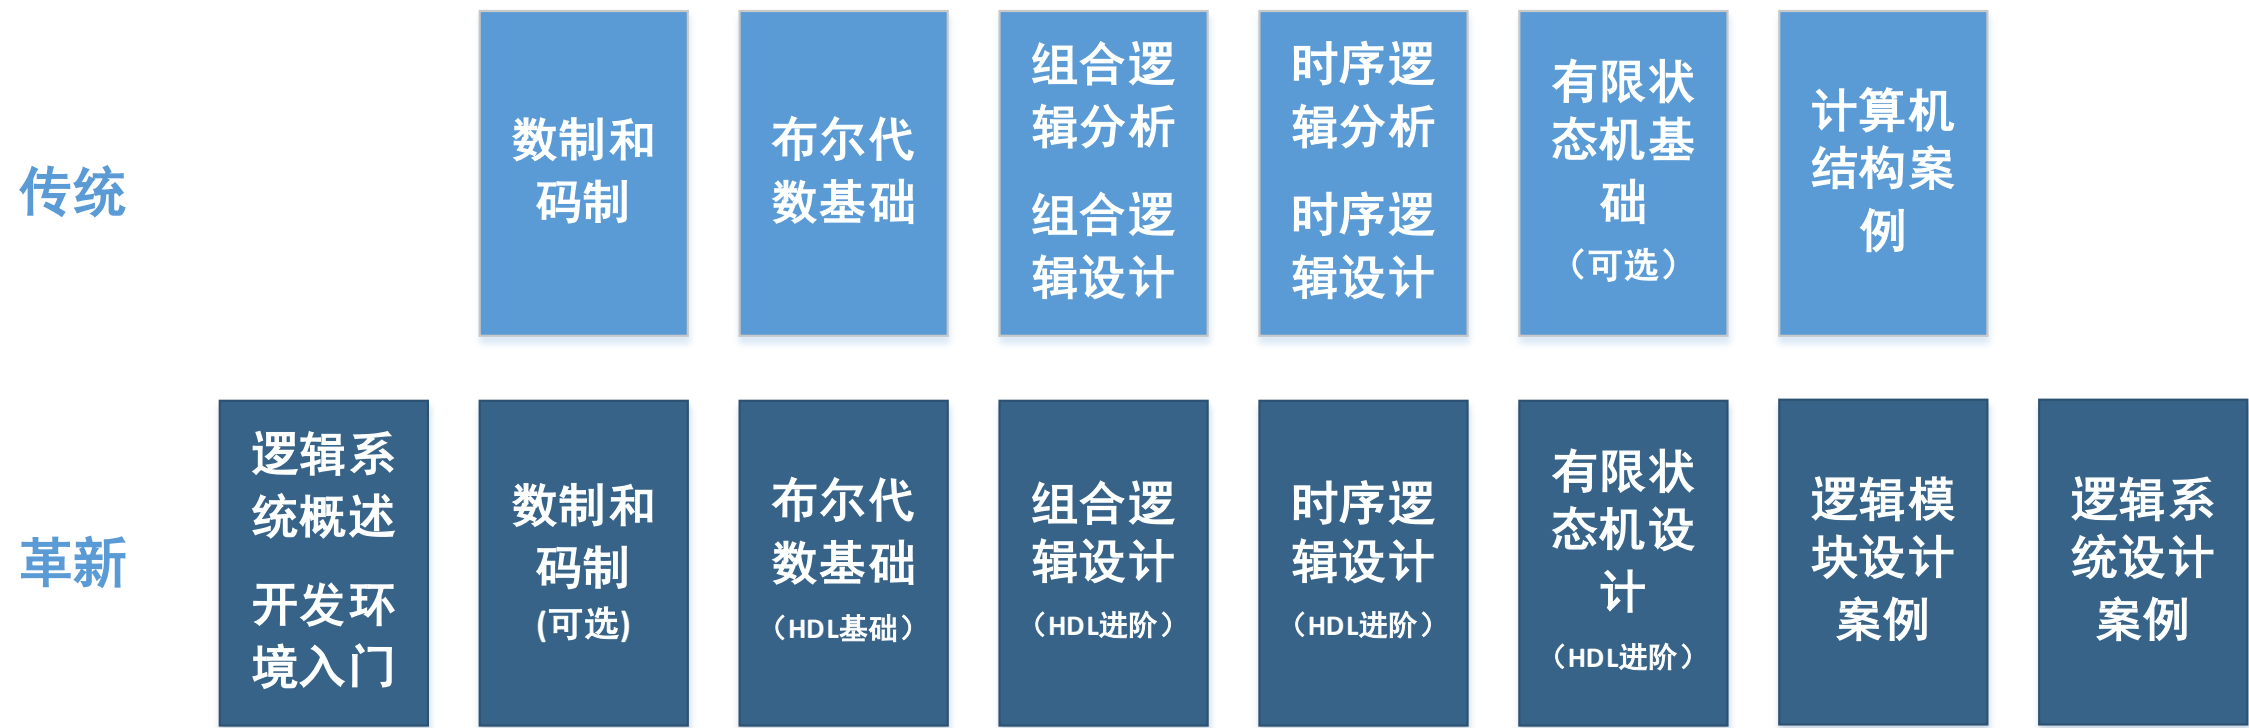 传统
数制和
码制
布尔代
数基础
组合逻
辑分析
组合逻
辑设计
时序逻
辑分析
时序逻
辑设计
有限状
态机基
础
（可选）
计算机
结构案
例
革新
逻辑系
统概述
开发环
境入门
数制和
码制
(可选)
布尔代
数基础
（HDL基础）
组合逻
辑设计
（HDL进阶）
时序逻
辑设计
（HDL进阶）
有限状
态机设
计
（HDL进阶）
逻辑模
块设计
案例
逻辑系
统设计
案例